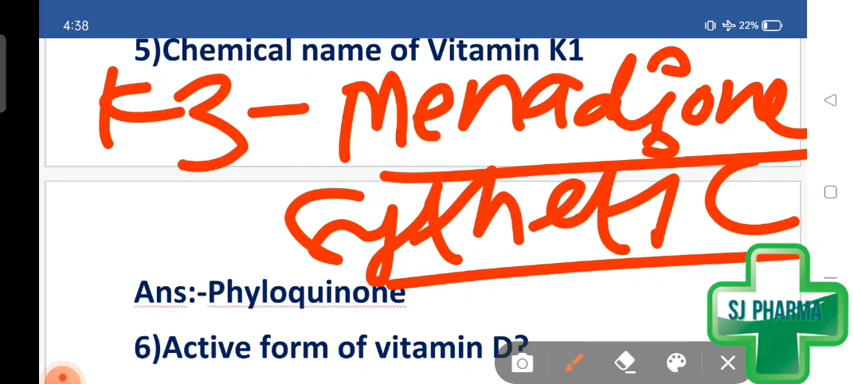 4:38
22%
5)Chemical name of Vitamin K1
K3 - Menadione
Sythetic
Ans:-Phyloquinone
SJ PHARMA
6)Active form of vitamin D?